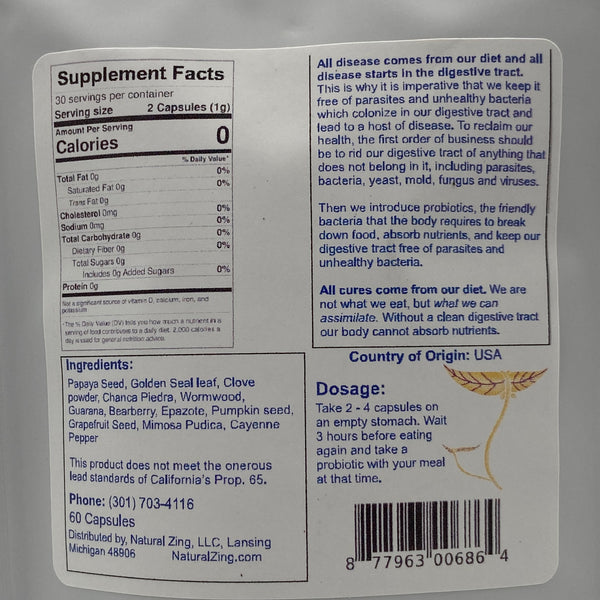 Supplement Facts
30 servings per container
Serving size 2 Capsules (1g)
Amount Per Serving
Calories 0
% Daily Value*
Total Fat 0g 0%
Saturated Fat 0g 0%
Trans Fat 0g
Cholesterol 0mg 0%
Sodium 0mg 0%
Total Carbohydrate 0g 0%
Dietary Fiber 0g 0%
Total Sugars 0g
Includes 0g Added Sugars 0%
Protein 0g
Not a significant source of vitamin D, calcium, iron, and
potassium
*The % Daily Value (DV) tells you how much a nutrient in a
serving of food contributes to a daily diet. 2,000 calories a
day is used for general nutrition advice.
All disease comes from our diet and all
disease starts in the digestive tract.
This is why it is imperative that we keep it
free of parasites and unhealthy bacteria
which colonize in our digestive tract and
lead to a host of disease. To reclaim our
health, the first order of business should
be to rid our digestive tract of anything that
does not belong in it, including parasites,
bacteria, yeast, mold, fungus and viruses.
Then we introduce probiotics, the friendly
bacteria that the body requires to break
down food, absorb nutrients, and keep our
digestive tract free of parasites and
unhealthy bacteria.
All cures come from our diet. We are
not what we eat, but what we can
assimilate. Without a clean digestive tract
our body cannot absorb nutrients.
Ingredients:
Papaya Seed, Golden Seal leaf, Clove
powder, Chanca Piedra, Wormwood,
Guarana, Bearberry, Epazote, Pumpkin seed,
Grapefruit Seed, Mimosa Pudica, Cayenne
Pepper
This product does not meet the onerous
lead standards of California's Prop. 65.
Phone: (301) 703-4116
60 Capsules
Distributed by, Natural Zing, LLC, Lansing
Michigan 48906 NaturalZing.com
Country of Origin: USA
Dosage:
Take 2 - 4 capsules on
an empty stomach. Wait
3 hours before eating
again and take a
probiotic with your meal
at that time.
8 77963 00686 4